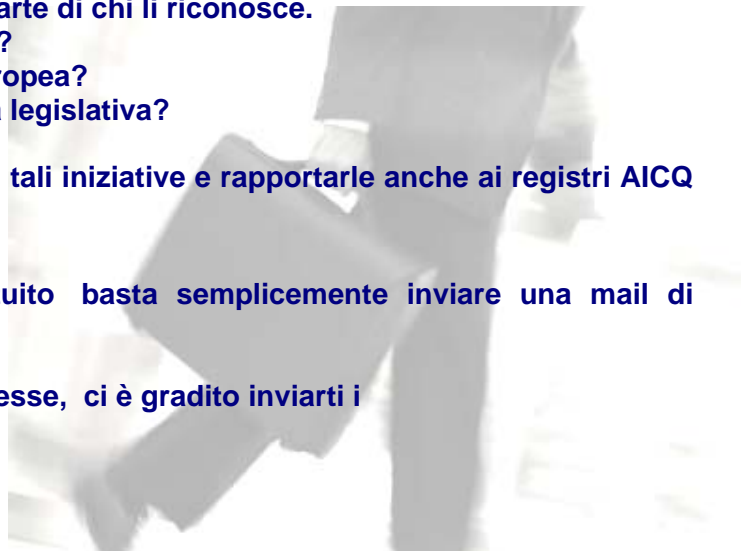 arte di chi li riconosce.
?
opea?
legislativa?
tali iniziative e rapportarle anche ai registri AICQ
uito basta semplicemente inviare una mail di
esse, ci è gradito inviarti i